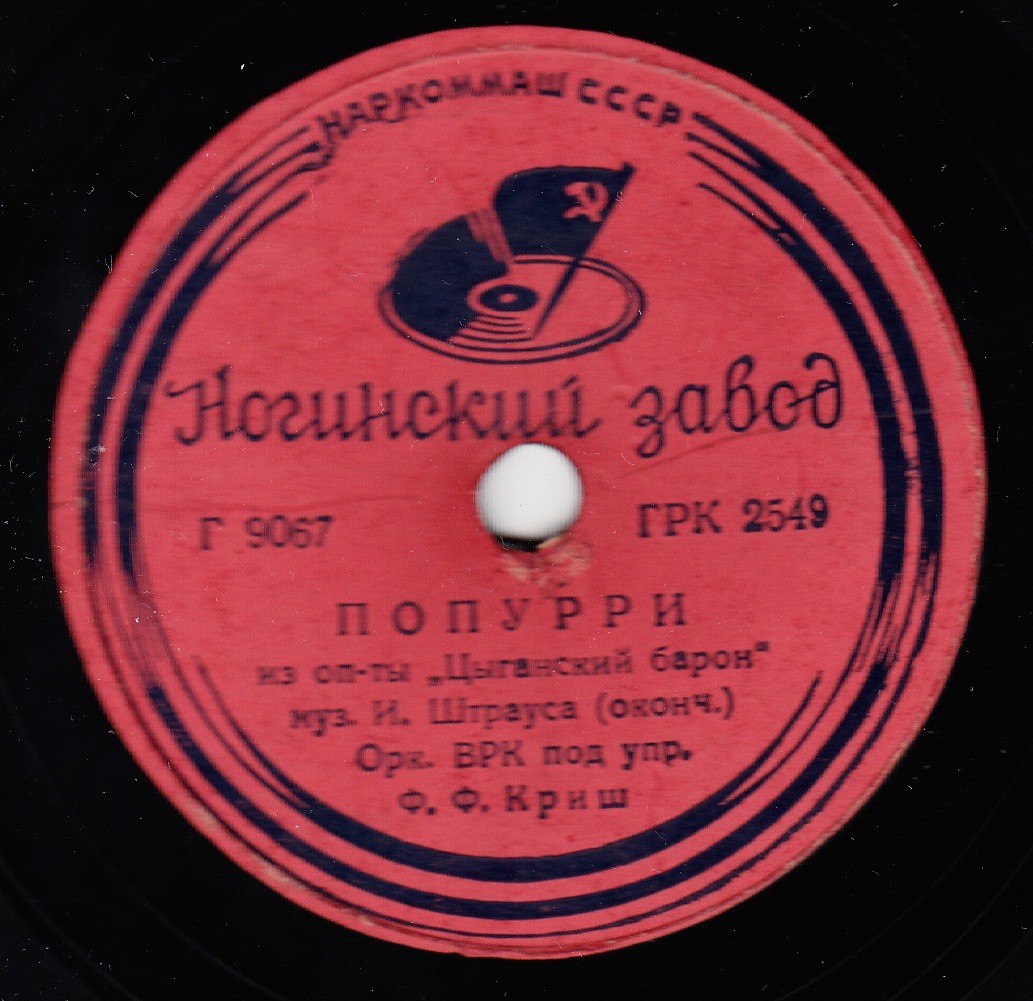 НАРКОММАШ СССР
Ногинский завод
Г 9067 ГРК 2549
ПОПУРРИ
из оп-ты „Цыганский барон"
муз. И. Штрауса (оконч.)
Орк. ВРК под упр.
Ф. Ф. Криш